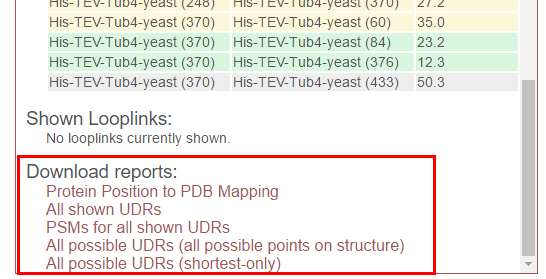 His-TEV-Tub4-yeast (248) His-TEV-Tub4-yeast (370) 27.2
His-TEV-Tub4-yeast (370) His-TEV-Tub4-yeast (60) 35.0
His-TEV-Tub4-yeast (370) His-TEV-Tub4-yeast (84) 23.2
His-TEV-Tub4-yeast (370) His-TEV-Tub4-yeast (376) 12.3
His-TEV-Tub4-yeast (370) His-TEV-Tub4-yeast (433) 50.3
Shown Looplinks:
No looplinks currently shown.
Download reports:
Protein Position to PDB Mapping
All shown UDRs
PSMs for all shown UDRs
All possible UDRs (all possible points on structure)
All possible UDRs (shortest-only)